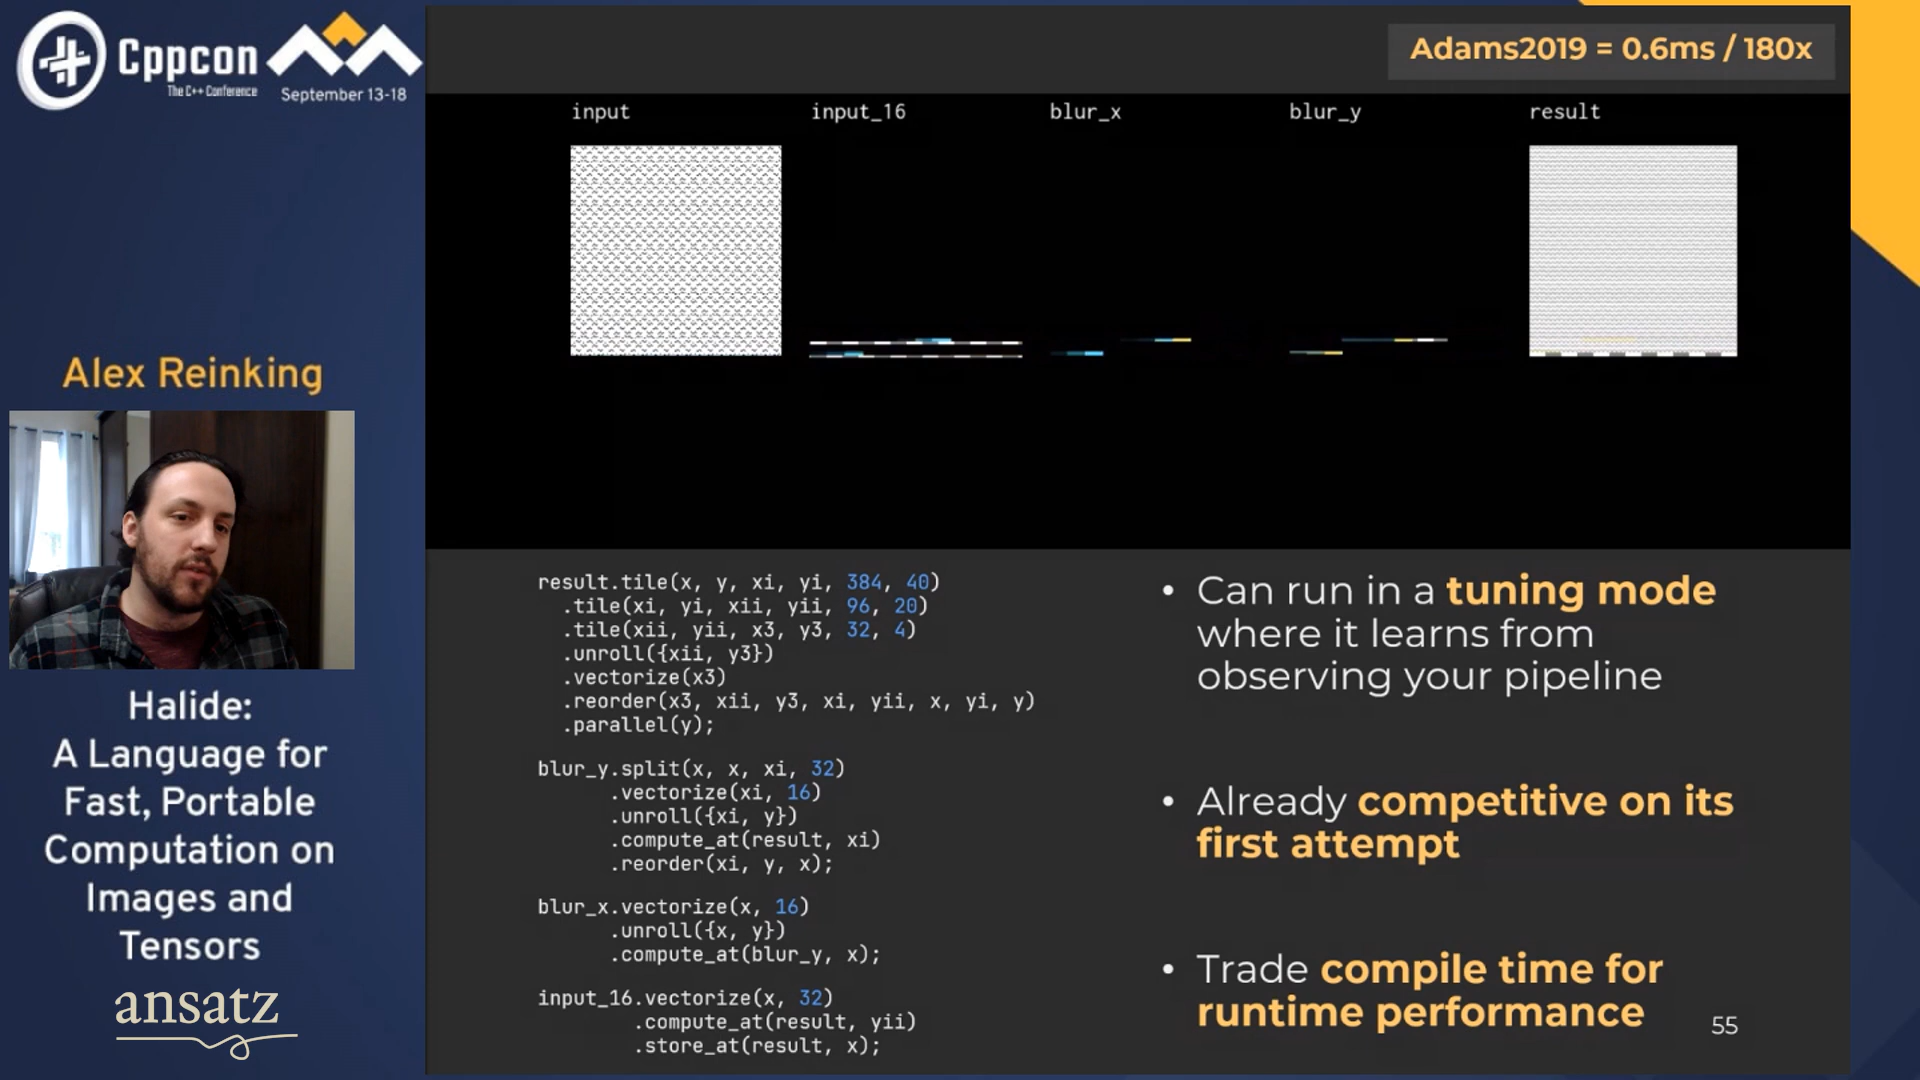 Cppcon
The C++ Conference
September 13-18
Alex Reinking
Halide:
A Language for
Fast, Portable
Computation on
Images and
Tensors
ansatz
Adams2019 = 0.6ms / 180x
input input_16 blur_x blur_y result
result.tile(x, y, xi, yi, 384, 40)
.tile(xi, yi, xii, yii, 96, 20)
.tile(xii, yii, x3, y3, 32, 4)
.unroll({xii, y3})
.vectorize(x3)
.reorder(x3, xii, y3, xi, yii, x, yi, y)
.parallel(y);
blur_y.split(x, x, xi, 32)
.vectorize(xi, 16)
.unroll({xi, y})
.compute_at(result, xi)
.reorder(xi, y, x);
blur_x.vectorize(x, 16)
.unroll({x, y})
.compute_at(blur_y, x);
input_16.vectorize(x, 32)
.compute_at(result, yii)
.store_at(result, x);
• Can run in a tuning mode
where it learns from
observing your pipeline
• Already competitive on its
first attempt
• Trade compile time for
runtime performance
55